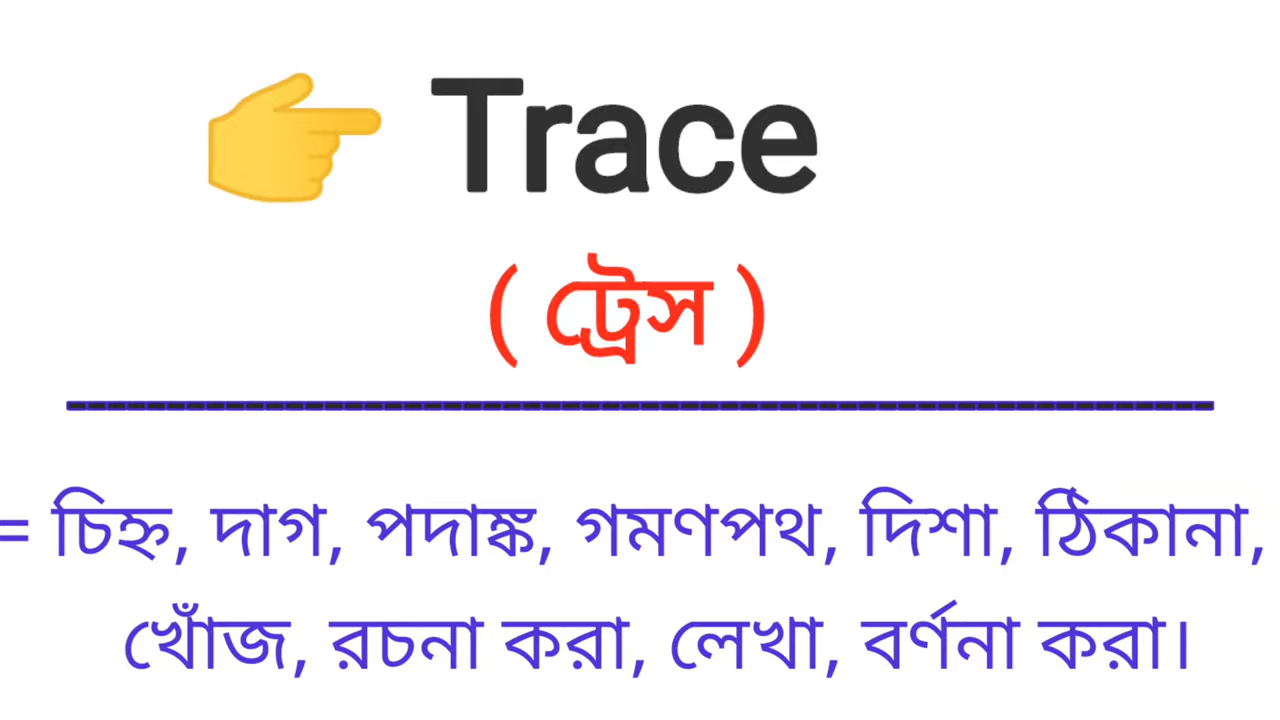 👉 Trace
( ট্রেস )
----------------------------------------------------------
= চিহ্ন, দাগ, পদাঙ্ক, গমণপথ, দিশা, ঠিকানা,
খোঁজ, রচনা করা, লেখা, বর্ণনা করা।